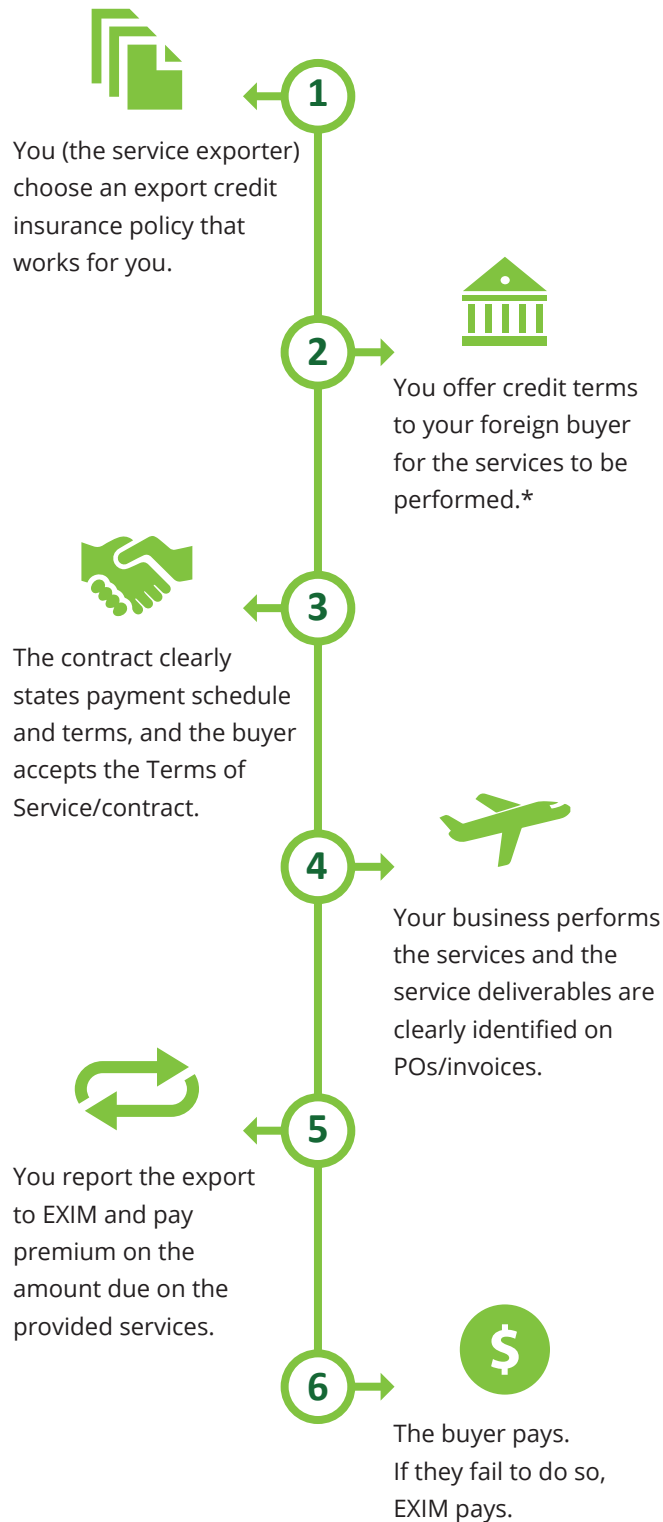 1
You (the service exporter)
choose an export credit
insurance policy that
works for you.
2
You offer credit terms
to your foreign buyer
for the services to be
performed.*
3
The contract clearly
states payment schedule
and terms, and the buyer
accepts the Terms of
Service/contract.
4
Your business performs
the services and the
service deliverables are
clearly identified on
POs/invoices.
5
You report the export
to EXIM and pay
premium on the
amount due on the
provided services.
6
$
The buyer pays.
If they fail to do so,
EXIM pays.